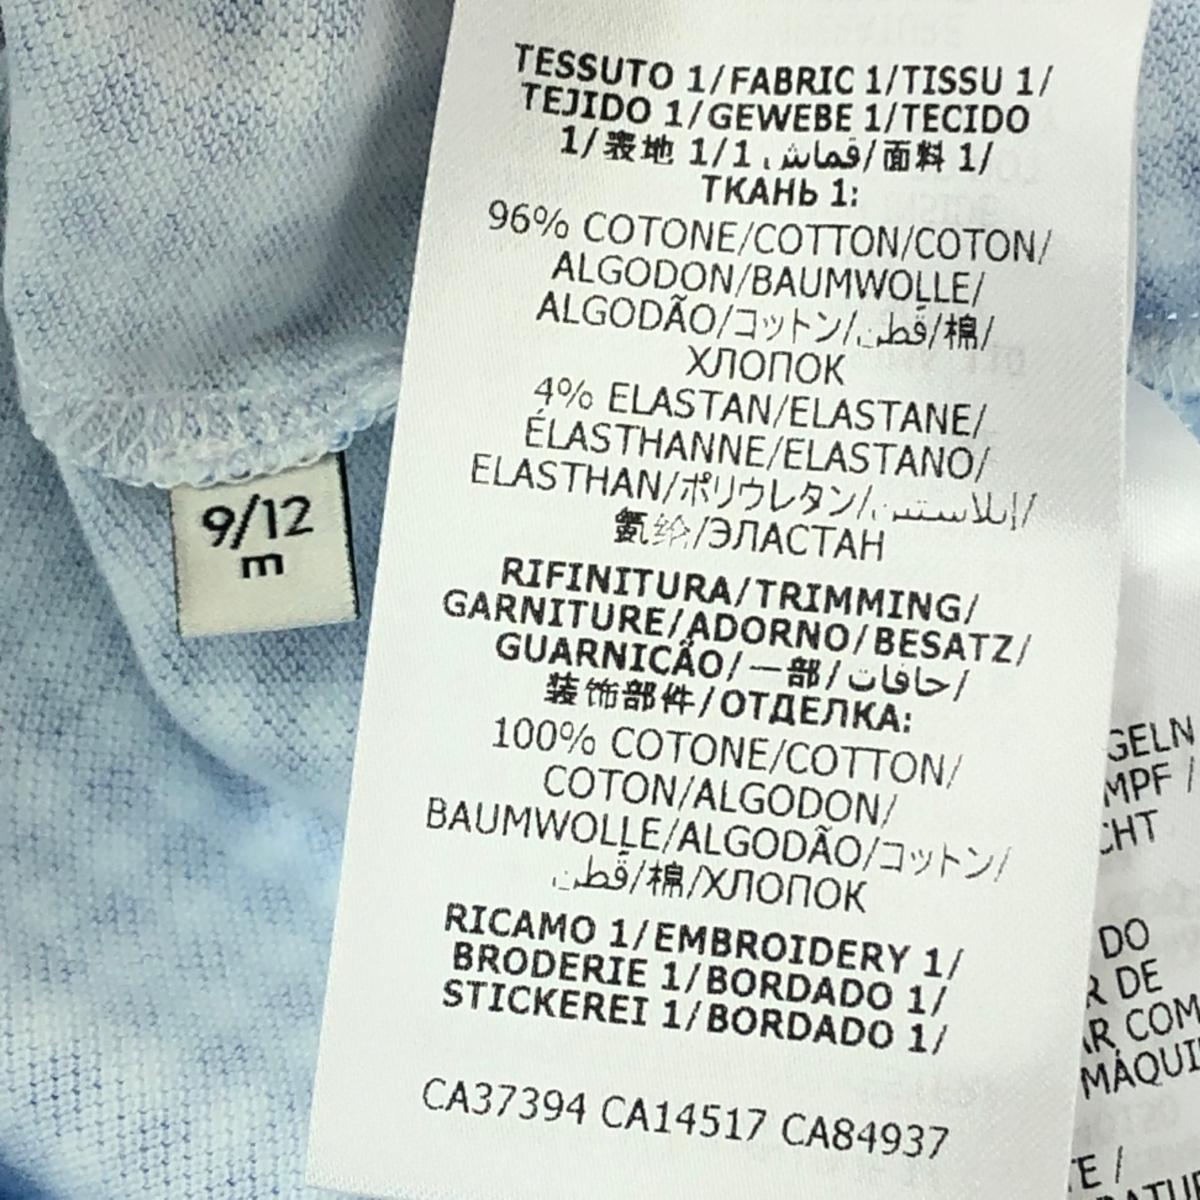 TESSUTO 1/FABRIC 1/TISSU 1/
TEJIDO 1/GEWEBE 1/TECIDO
1/表地 1/1 قماش/面料 1/
ТКАНЬ 1:
96% COTONE/COTTON/COTON/
ALGODON/BAUMWOLLE/
ALGODÃO/コットン/قطن/棉/
ХЛОПОК
4% ELASTAN/ELASTANE/
ÉLASTHANNE/ELASTANO/
ELASTHAN/ポリウレタン/إيلاستين/
氨纶/ЭЛАСТАН
RIFINITURA/TRIMMING/
GARNITURE/ADORNO/BESATZ/
GUARNICÃO/一部/حافات/
装饰部件/ОТДЕЛКА:
100% COTONE/COTTON/
COTON/ALGODON/
BAUMWOLLE/ALGODÃO/コットン/
قطن/棉/ХЛОПОК
RICAMO 1/EMBROIDERY 1/
BRODERIE 1/BORDADO 1/
STICKEREI 1/BORDADO 1/
CA37394 CA14517 CA84937
9/12
m
GELN
MPF /
CHT
DO
R DE
AR COM
MÁQUI
TE /